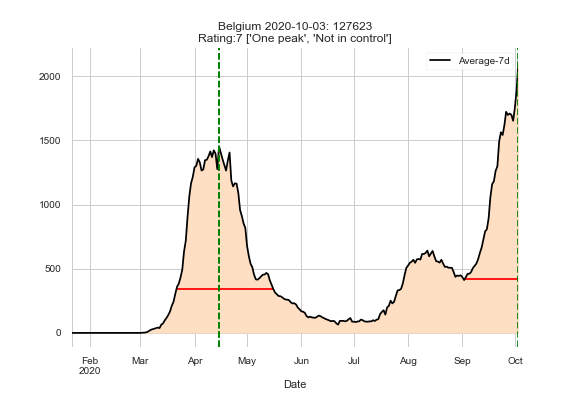 Belgium 2020-10-03: 127623
Rating:7 ['One peak', 'Not in control']
Average-7d
2000
1500
1000
500
0
Feb Mar Apr May Jun Jul Aug Sep Oct
2020
Date